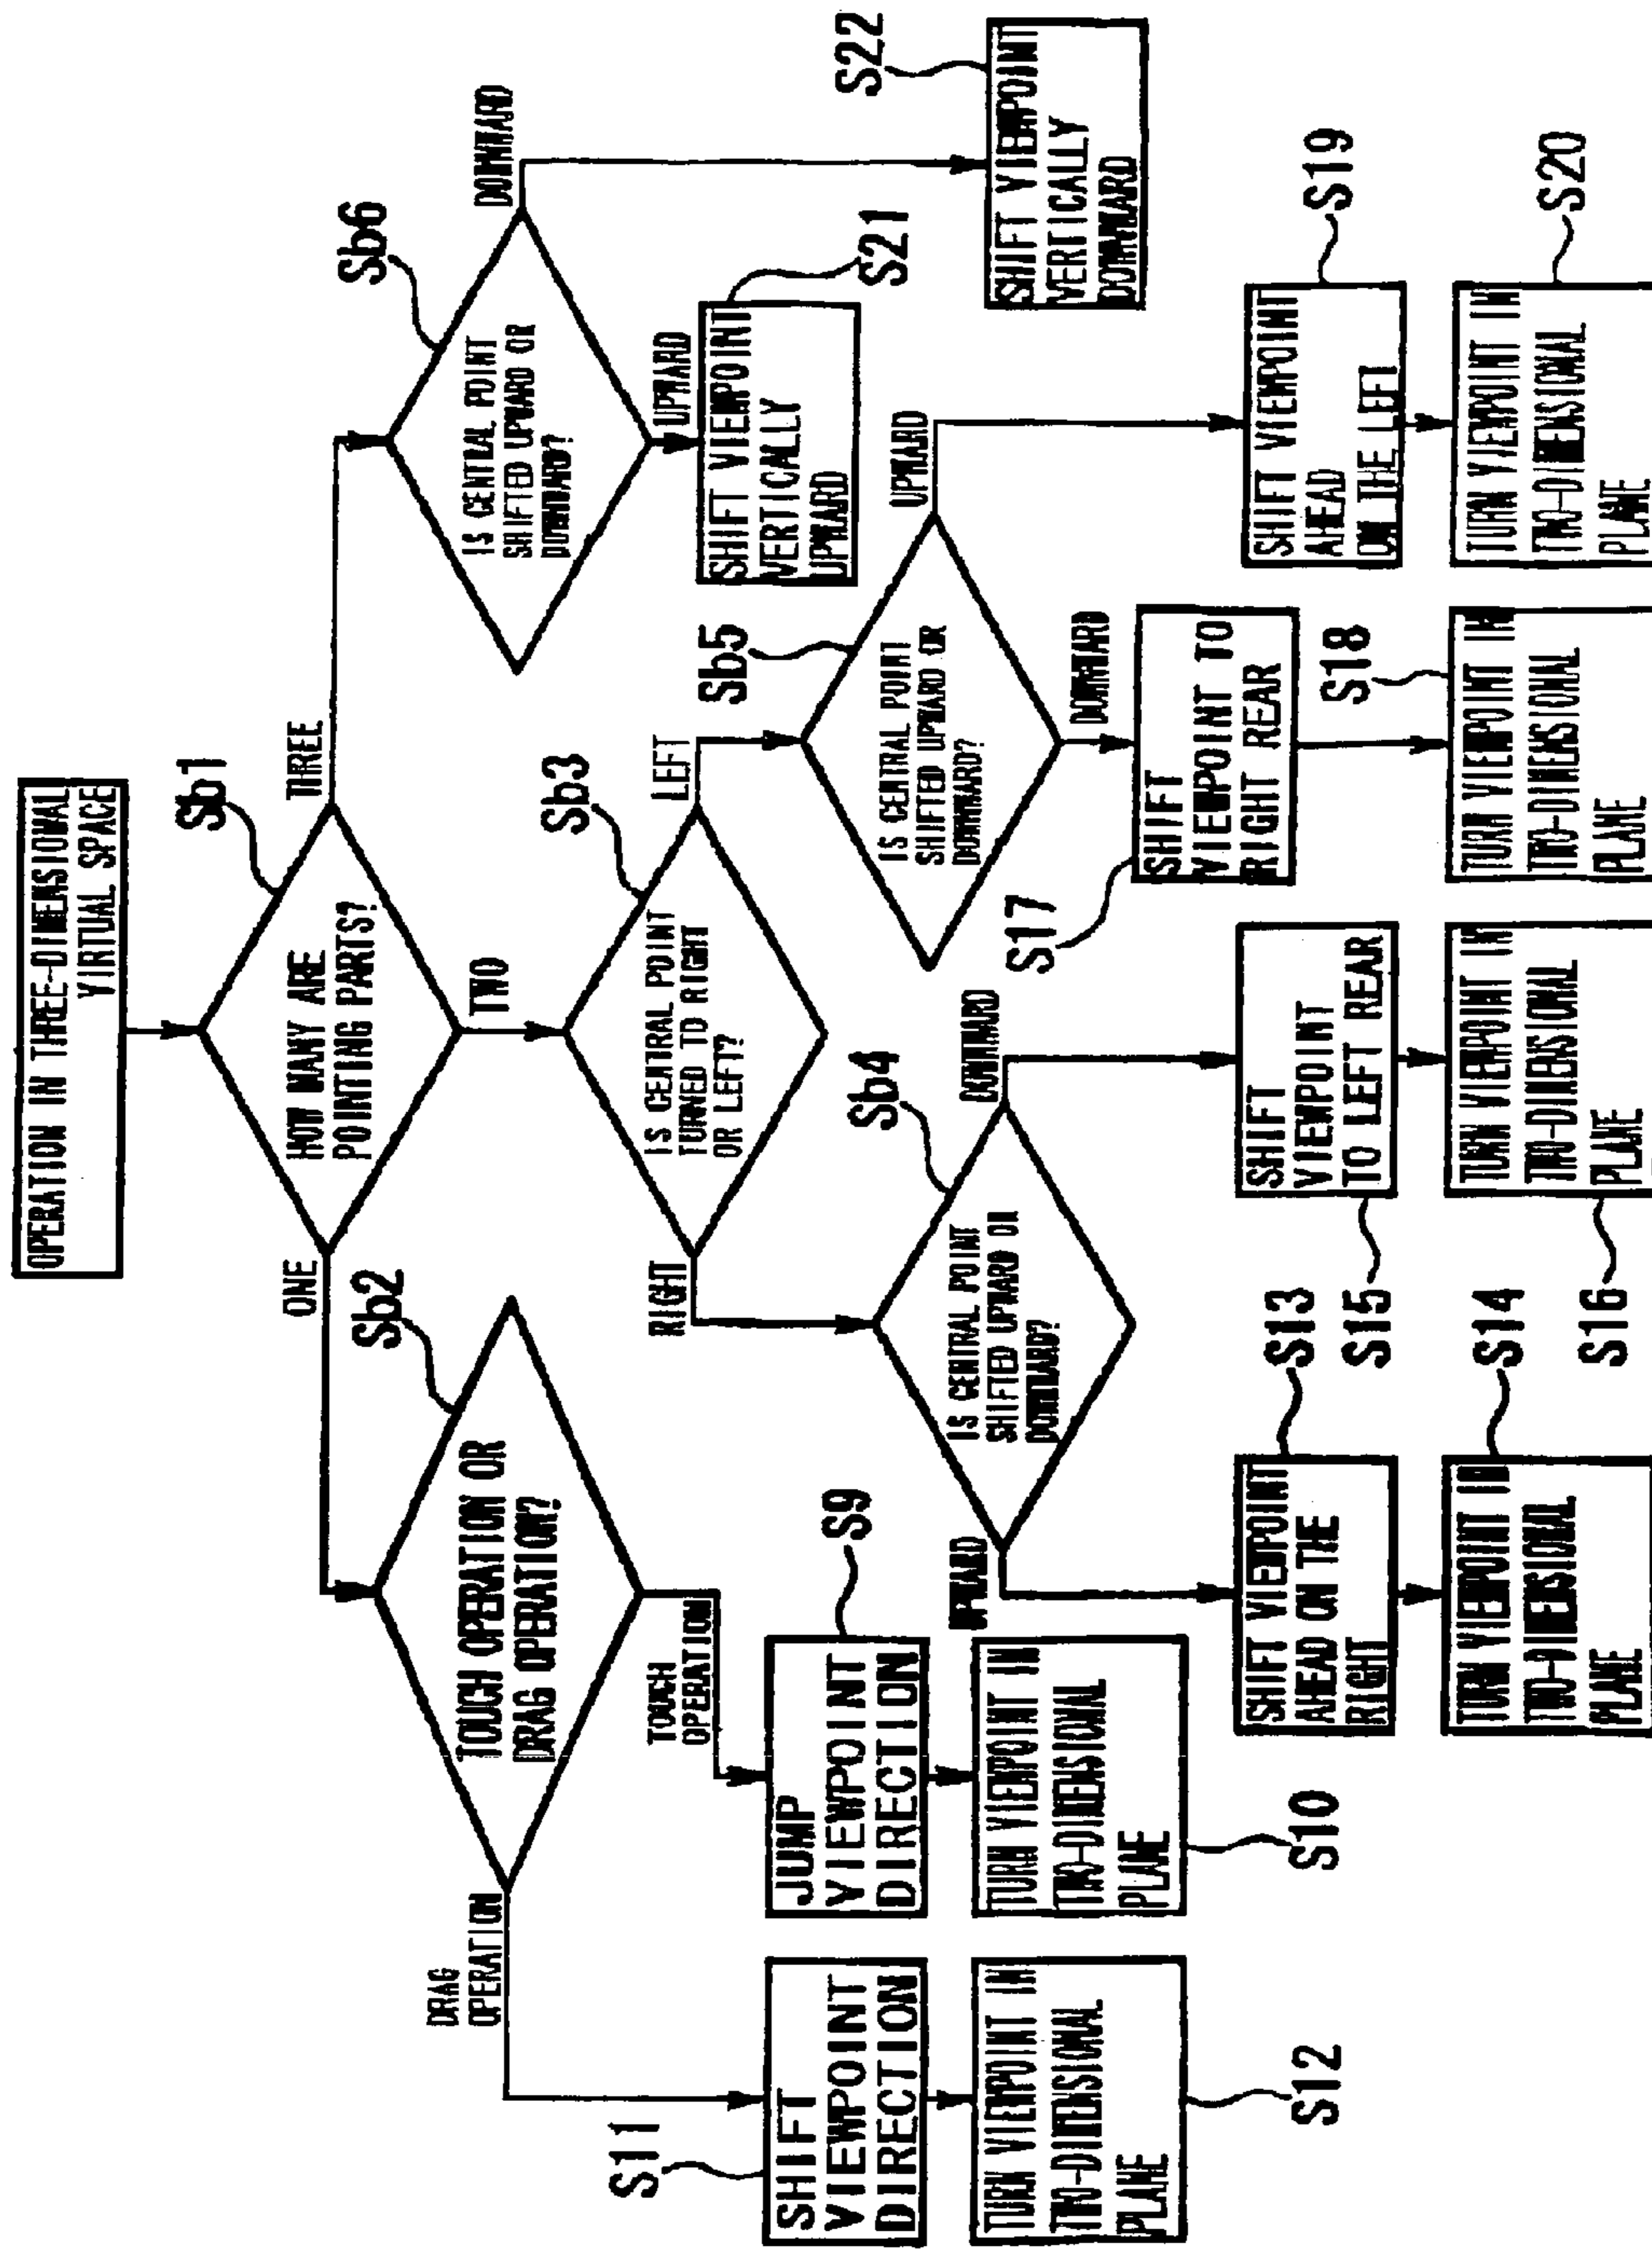 OPERATION IN THREE-DIMENSIONAL
VIRTUAL SPACE
Sb1
HOW MANY ARE
POINTING PARTS?
ONE
TWO
THREE
Sb2
TOUCH OPERATION OR
DRAG OPERATION?
DRAG
OPERATION
TOUCH
OPERATION
S11
SHIFT
VIEWPOINT
DIRECTION
S12
TURN VIEWPOINT IN
TWO-DIMENSIONAL
PLANE
S9
JUMP
VIEWPOINT
DIRECTION
S10
TURN VIEWPOINT IN
TWO-DIMENSIONAL
PLANE
Sb3
IS CENTRAL POINT
TURNED TO RIGHT
OR LEFT?
RIGHT
LEFT
Sb4
IS CENTRAL POINT
SHIFTED UPWARD OR
DOWNWARD?
UPWARD
DOWNWARD
S13
SHIFT VIEWPOINT
AHEAD ON THE
RIGHT
S14
TURN VIEWPOINT IN
TWO-DIMENSIONAL
PLANE
S15
SHIFT
VIEWPOINT
TO LEFT REAR
S16
TURN VIEWPOINT IN
TWO-DIMENSIONAL
PLANE
Sb5
IS CENTRAL POINT
SHIFTED UPWARD OR
DOWNWARD?
DOWNWARD
UPWARD
S17
SHIFT
VIEWPOINT TO
RIGHT REAR
S18
TURN VIEWPOINT IN
TWO-DIMENSIONAL
PLANE
S19
SHIFT VIEWPOINT
AHEAD
ON THE LEFT
S20
TURN VIEWPOINT IN
TWO-DIMENSIONAL
PLANE
Sb6
IS CENTRAL POINT
SHIFTED UPWARD OR
DOWNWARD?
UPWARD
DOWNWARD
S21
SHIFT VIEWPOINT
VERTICALLY
UPWARD
S22
SHIFT VIEWPOINT
VERTICALLY
DOWNWARD